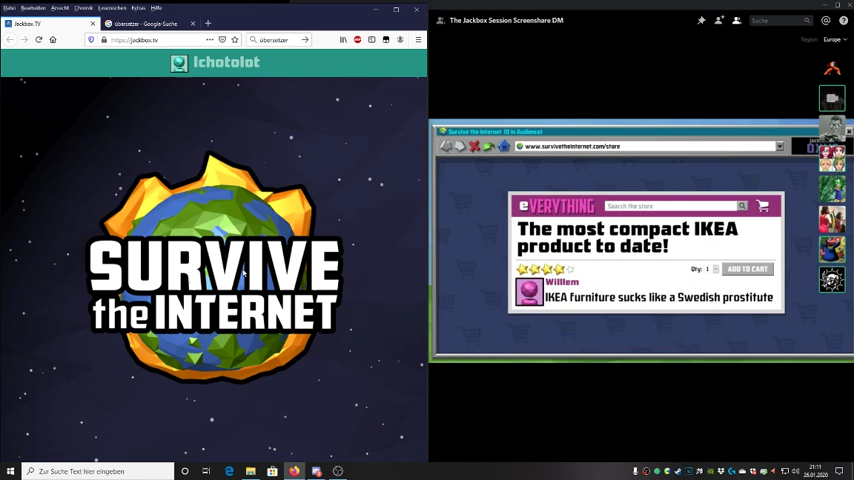 Datei Bearbeiten Ansicht Chronik Lesezeichen Extras Hilfe
Jackbox.TV
übersetzer - Google-Suche
https://jackbox.tv
übersetzer
Ichotolot
SURVIVE
the INTERNET
The Jackbox Session Screenshare DM
Suche
Region
Europe
Survive the Internet (0 in Audience)
www.survivetheinternet.com/store
eVERYTHING
Search the store
The most compact IKEA
product to date!
Qty: 1
ADD TO CART
Willem
IKEA furniture sucks like a Swedish prostitute
Zur Suche Text hier eingeben
21:11
26.01.2020